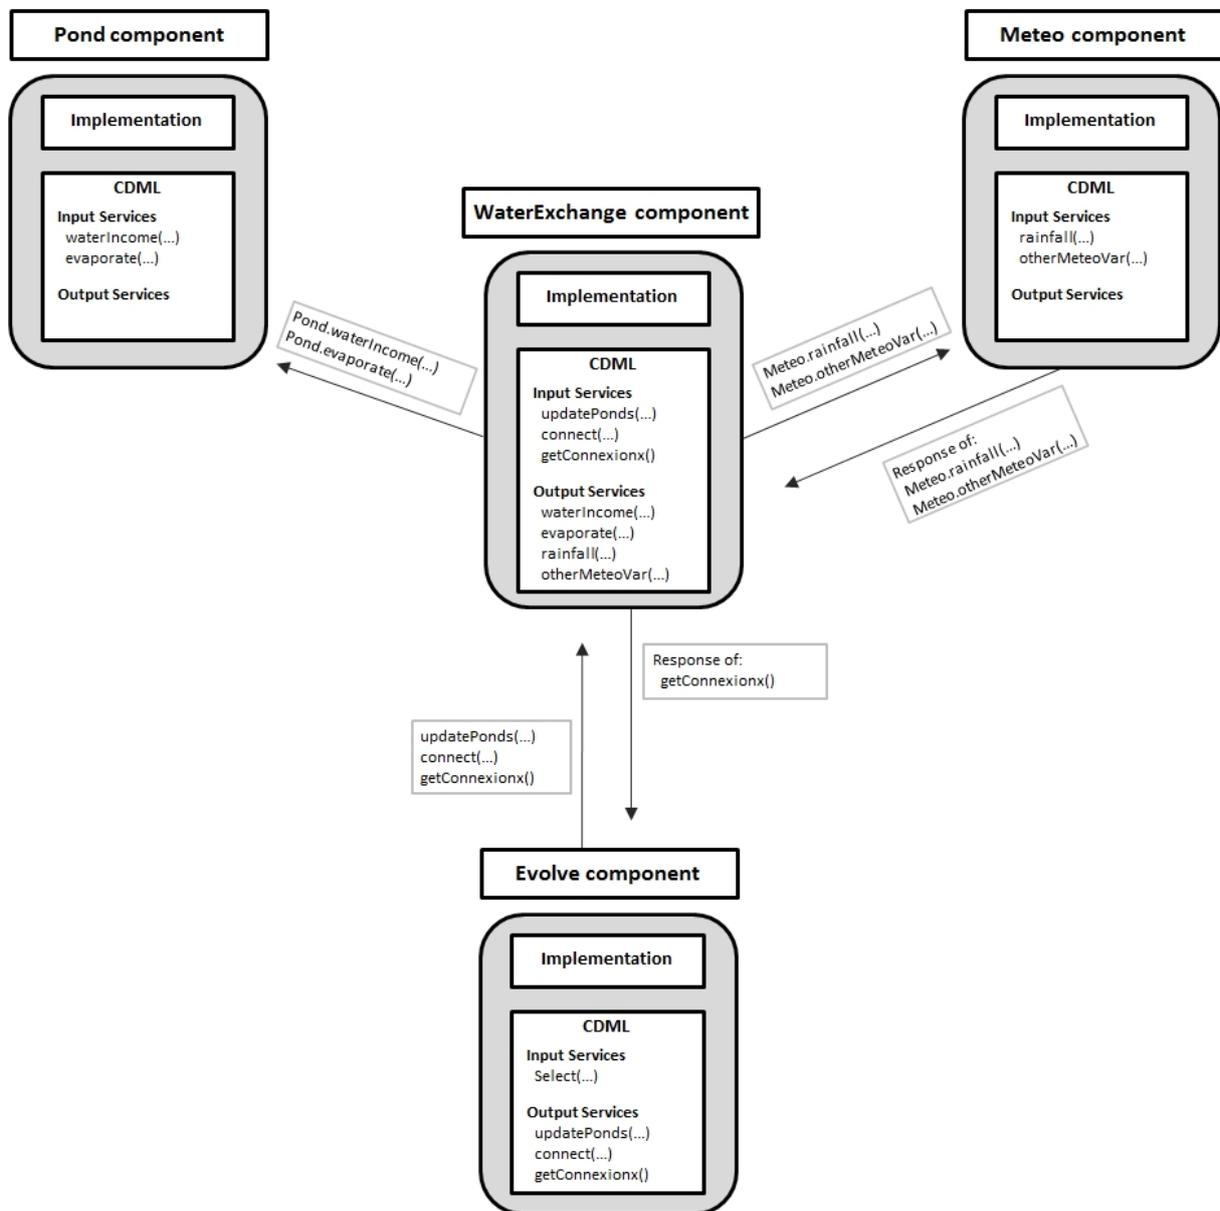 Pond component
Implementation
CDML
Input Services
waterIncome(...)
evaporate(...)
Output Services
Meteo component
Implementation
CDML
Input Services
rainfall(...)
otherMeteoVar(...)
Output Services
WaterExchange component
Implementation
CDML
Input Services
updatePonds(...)
connect(...)
getConnexionx()
Output Services
waterIncome(...)
evaporate(...)
rainfall(...)
otherMeteoVar(...)
Pond.waterIncome(...)
Pond.evaporate(...)
Meteo.rainfall(...)
Meteo.otherMeteoVar(...)
Response of:
Meteo.rainfall(...)
Meteo.otherMeteoVar(...)
Response of:
getConnexionx()
updatePonds(...)
connect(...)
getConnexionx()
Evolve component
Implementation
CDML
Input Services
Select(...)
Output Services
updatePonds(...)
connect(...)
getConnexionx()